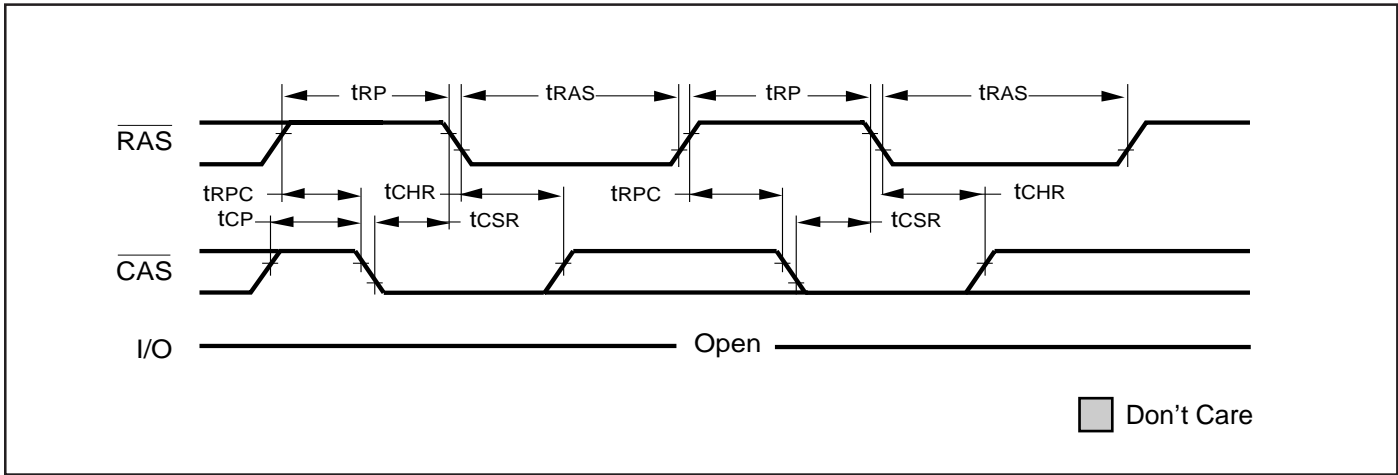 tRP tRAS tRP tRAS
RAS
tRPC tCHR tRPC tCHR
tCP tCSR tCSR
CAS
I/O Open
Don't Care